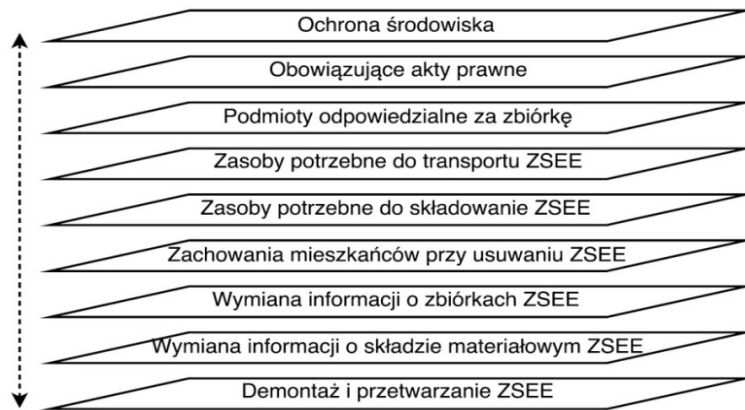 Ochrona środowiska
Obowiązujące akty prawne
Podmioty odpowiedzialne za zbiórkę
Zasoby potrzebne do transportu ZSEE
Zasoby potrzebne do składowanie ZSEE
Zachowania mieszkańców przy usuwaniu ZSEE
Wymiana informacji o zbiórkach ZSEE
Wymiana informacji o składzie materiałowym ZSEE
Demontaż i przetwarzanie ZSEE